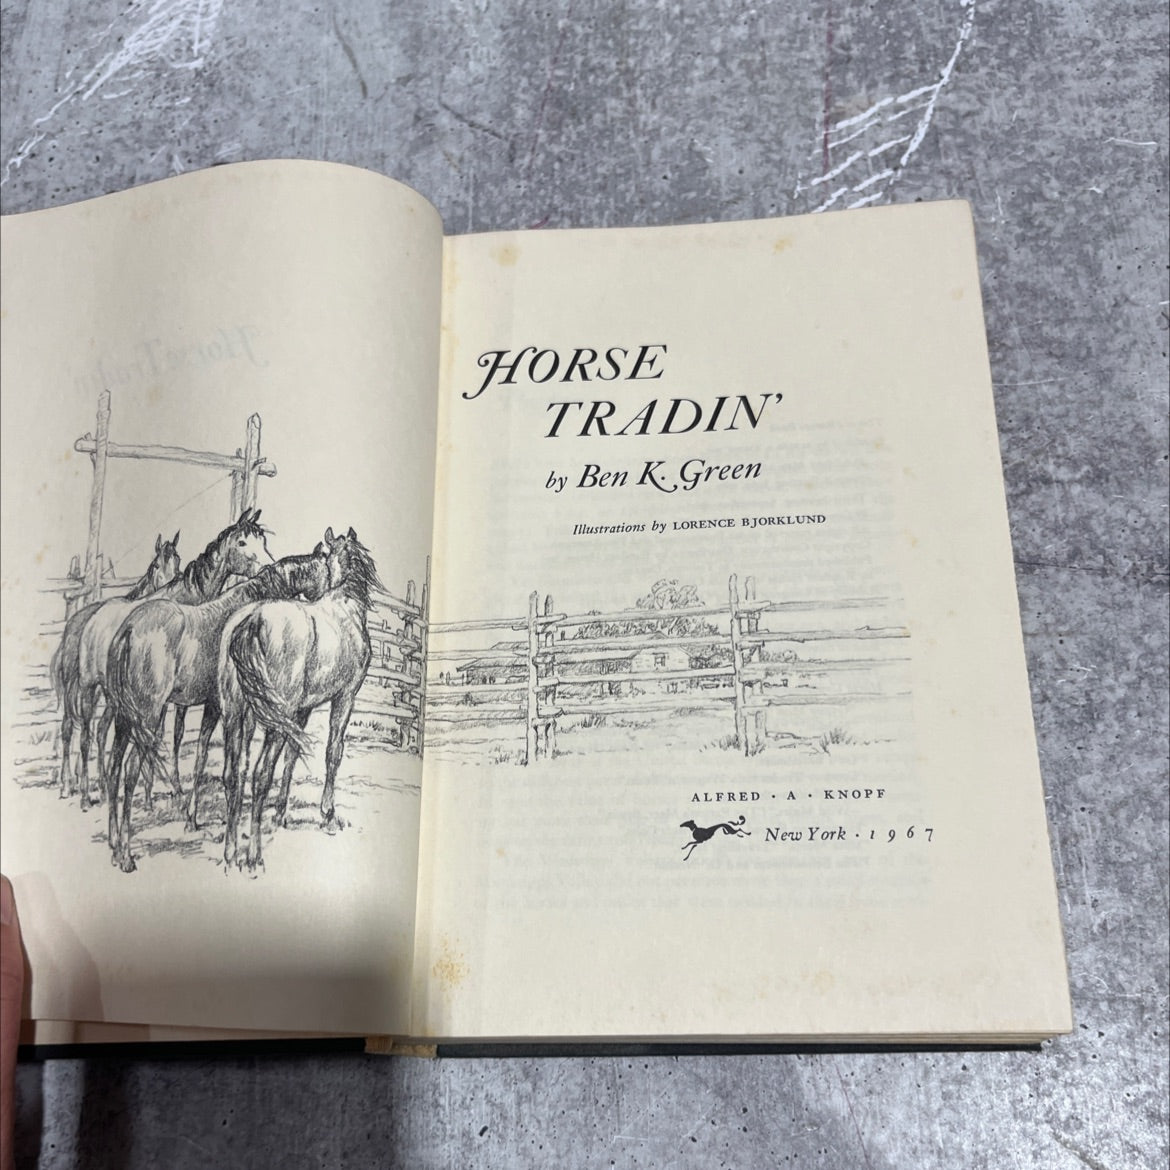 HORSE
TRADIN'
by Ben K. Green
Illustrations by LORENCE BJORKLUND
ALFRED · A · KNOPF
New York · 1967